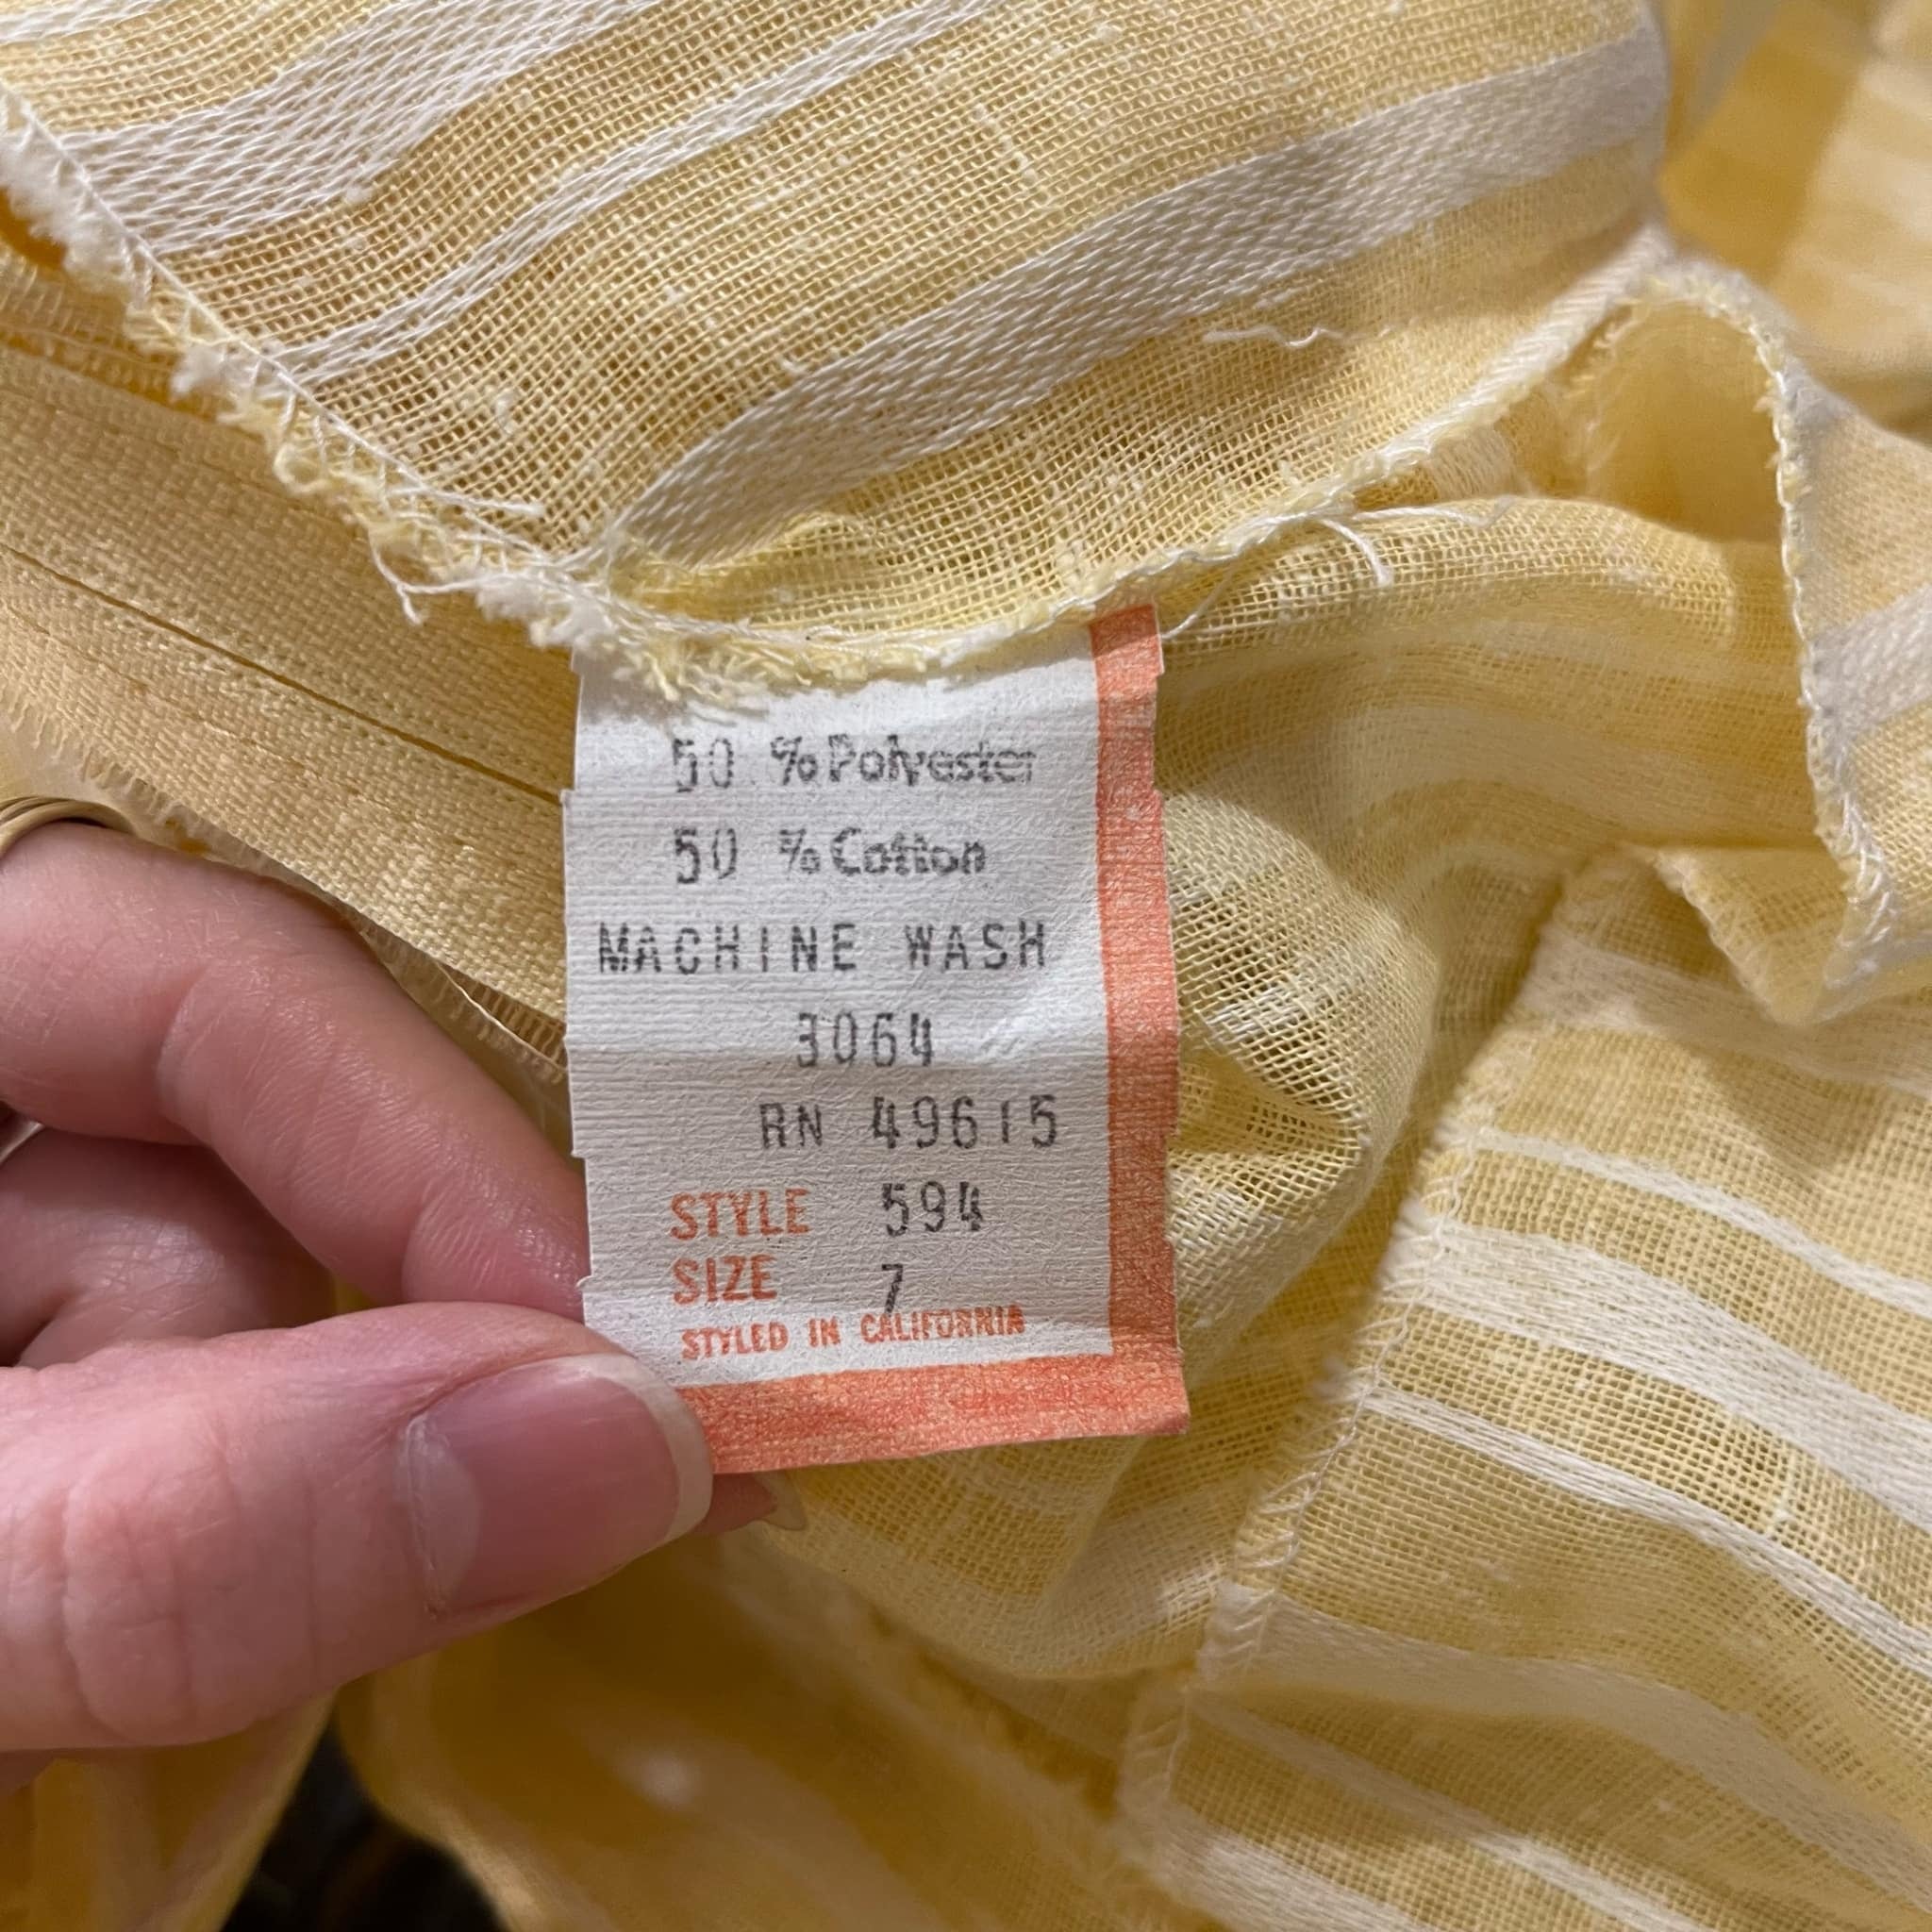 50 % Polyester
50 % Cotton
MACHINE WASH
3064
RN 49615
STYLE 594
SIZE 7
STYLED IN CALIFORNIA